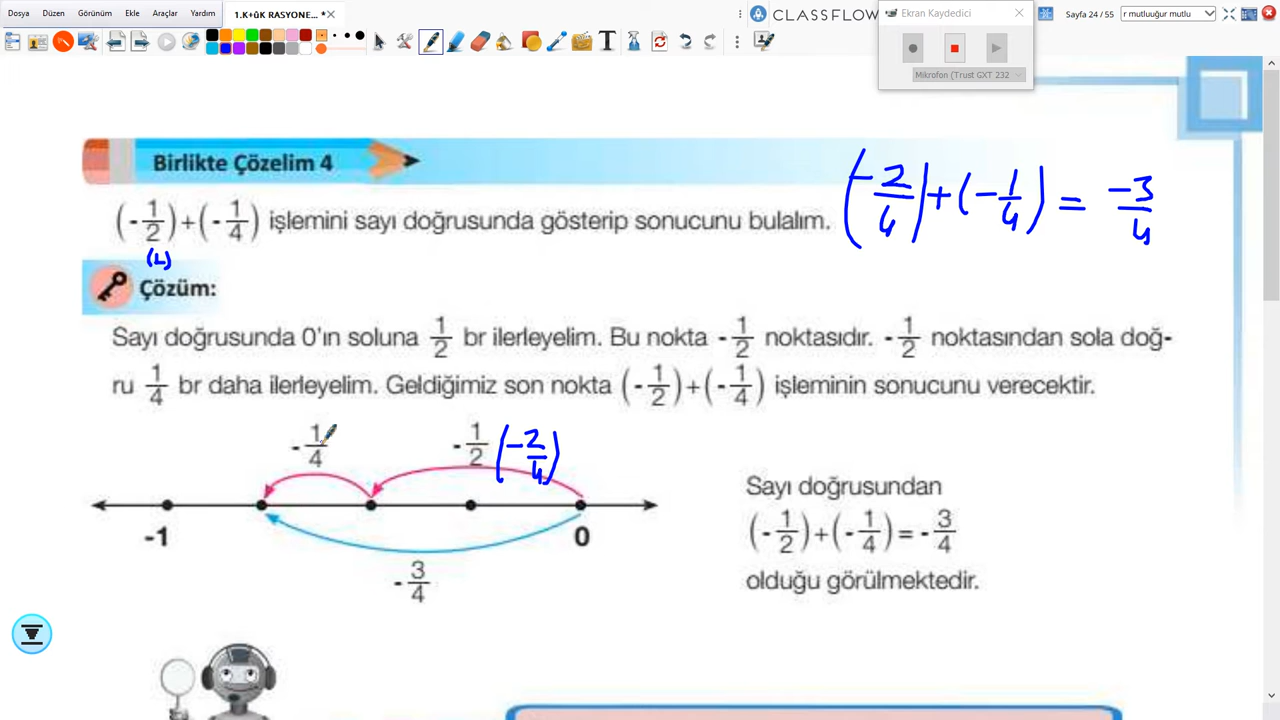 Dosya Düzen Görünüm Ekle Araçlar Yardım
1.K+ûK RASYONE... *
CLASSFLOW
Ekran Kaydedici
Mikrofon (Trust GXT 232
Sayfa 24 / 55
r mutluuğur mutlu
Birlikte Çözelim 4
(-1/2)+(-1/4) işlemini sayı doğrusunda gösterip sonucunu bulalım.
(-2/4)+(-1/4) = -3/4
(2)
Çözüm:
Sayı doğrusunda 0'ın soluna 1/2 br ilerleyelim. Bu nokta -1/2 noktasıdır. -1/2 noktasından sola doğ-
ru 1/4 br daha ilerleyelim. Geldiğimiz son nokta (-1/2)+(-1/4) işleminin sonucunu verecektir.
-1/4 -1/2 (-2/4)
-1 0
-3/4
Sayı doğrusundan
(-1/2)+(-1/4) = -3/4
olduğu görülmektedir.